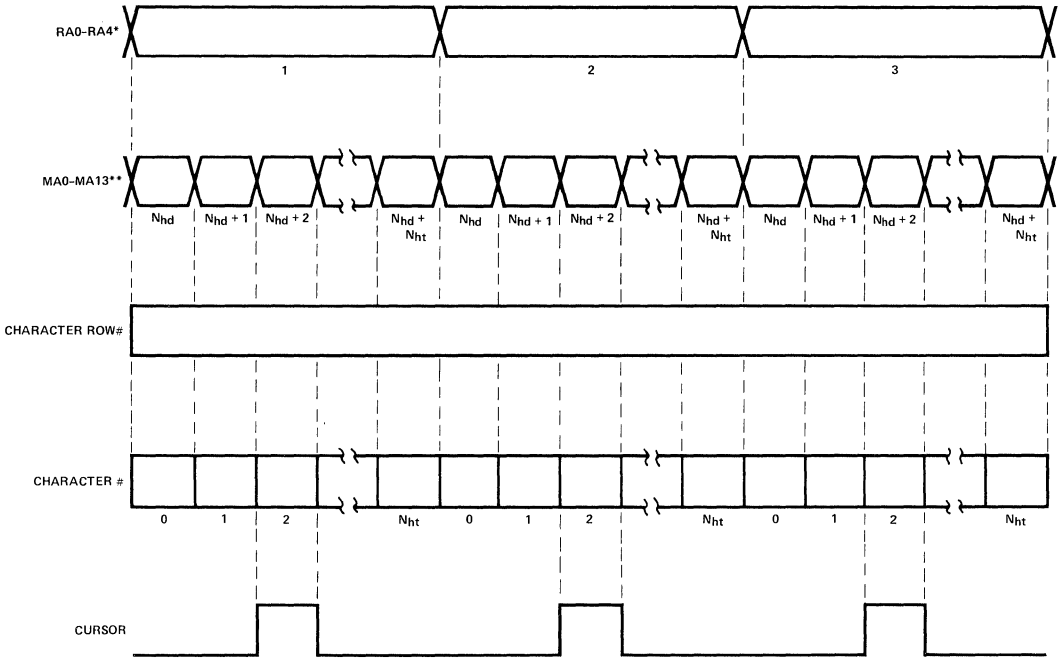 RA0-RA4*
1 2 3
MA0-MA13**
Nhd Nhd + 1 Nhd + 2 Nhd + Nht Nhd Nhd + 1 Nhd + 2 Nhd + Nht Nhd Nhd + 1 Nhd + 2 Nhd + Nht
CHARACTER ROW#
CHARACTER #
0 1 2 Nht 0 1 2 Nht 0 1 2 Nht
CURSOR